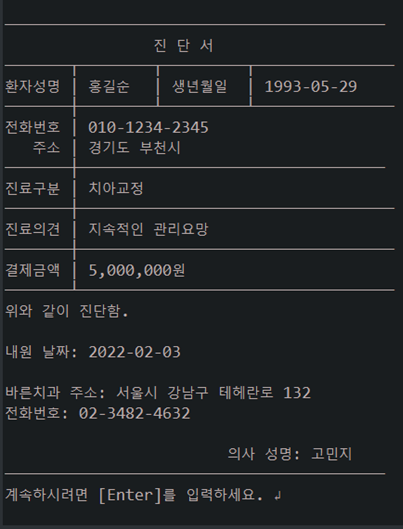 진 단 서
환자성명 | 홍길순 | 생년월일 | 1993-05-29
전화번호 | 010-1234-2345
주소 | 경기도 부천시
진료구분 | 치아교정
진료의견 | 지속적인 관리요망
결제금액 | 5,000,000원
위와 같이 진단함.
내원 날짜: 2022-02-03
바른치과 주소: 서울시 강남구 테헤란로 132
전화번호: 02-3482-4632
의사 성명: 고민지
계속하시려면 [Enter]를 입력하세요. ↲